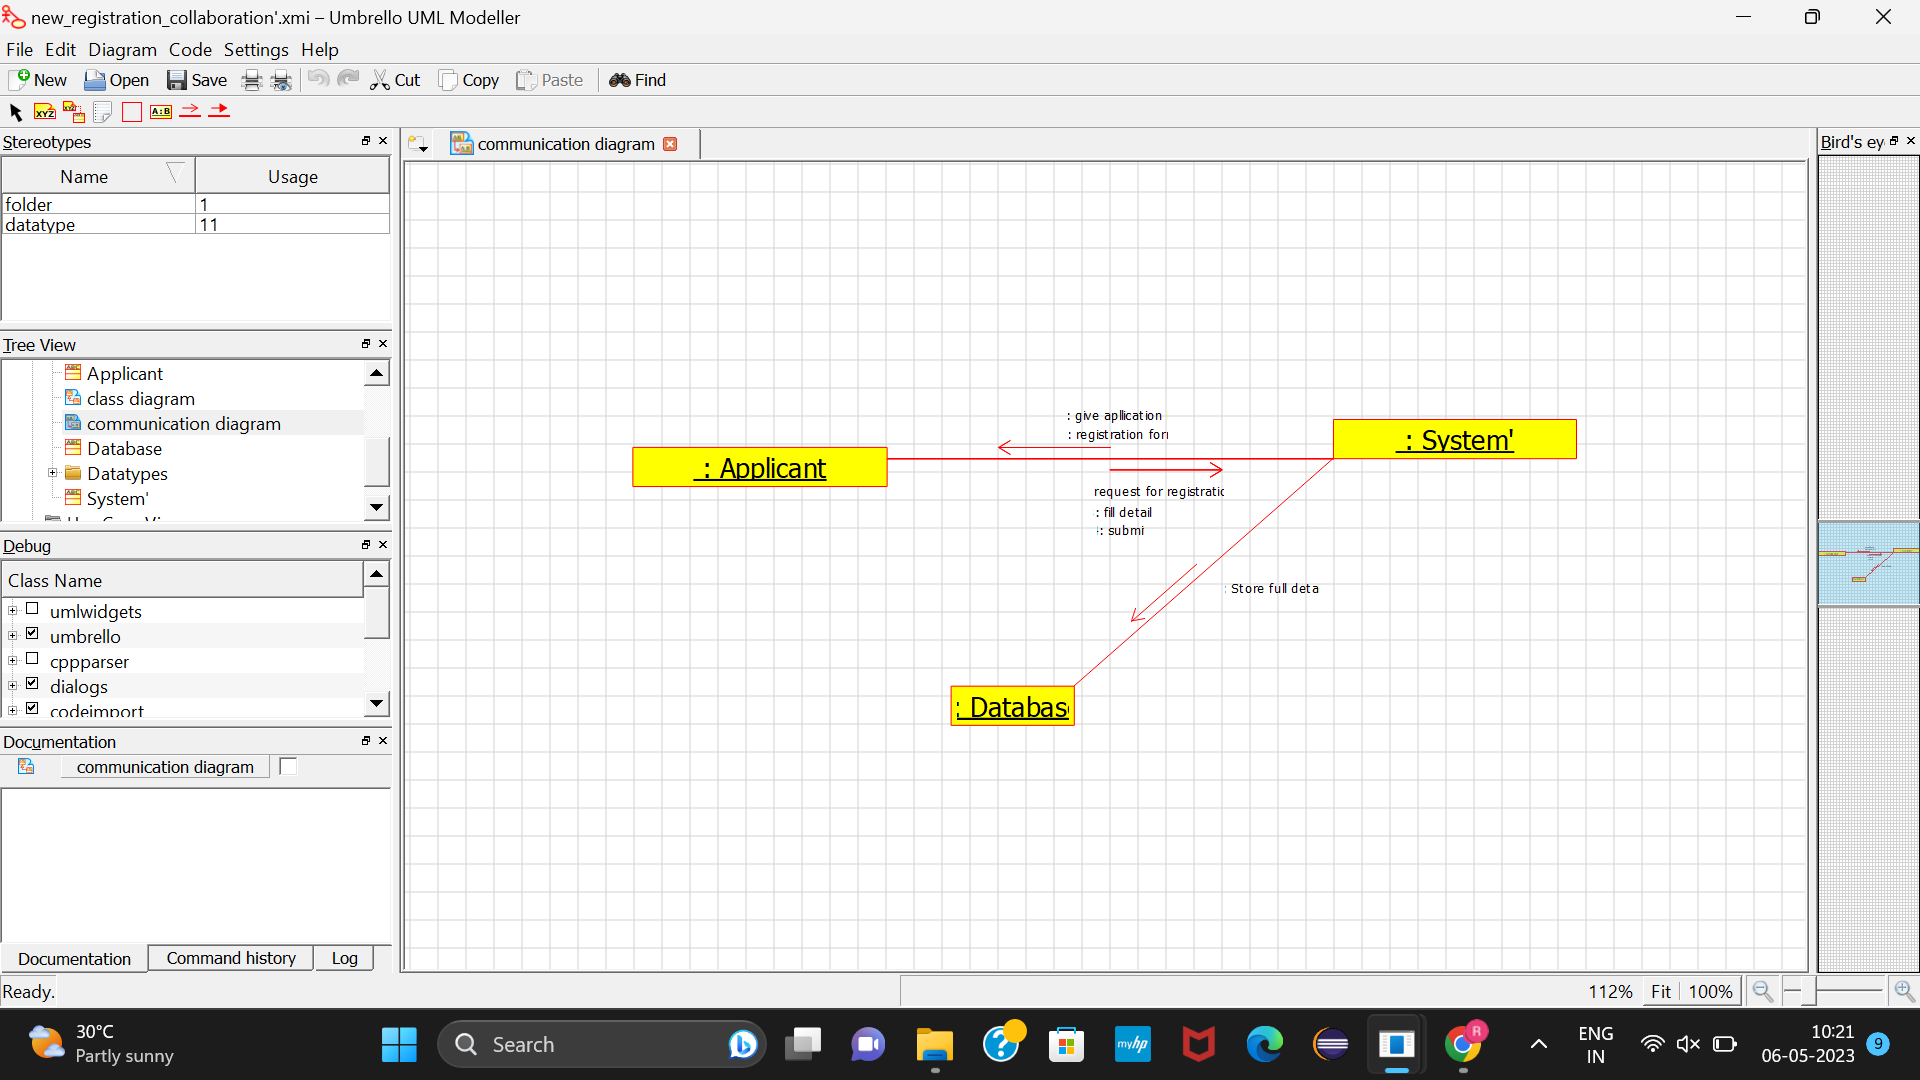 new_registration_collaboration'.xmi – Umbrello UML Modeller
File Edit Diagram Code Settings Help
New Open Save Cut Copy Paste Find
XYZ XYZ A:B
Stereotypes
Name Usage
folder 1
datatype 11
Tree View
Applicant
class diagram
communication diagram
Database
Datatypes
System'
Debug
Class Name
umlwidgets
umbrello
cppparser
dialogs
codeimport
Documentation
communication diagram
Documentation Command history Log
Ready.
communication diagram
: give apllication
: registration for
: Applicant
: System'
request for registratic
: fill detail
: submi
: Store full deta
: Databas
Bird's ey
112% Fit 100%
30°C
Partly sunny
Search
myhp
R
ENG
IN
10:21
06-05-2023
9